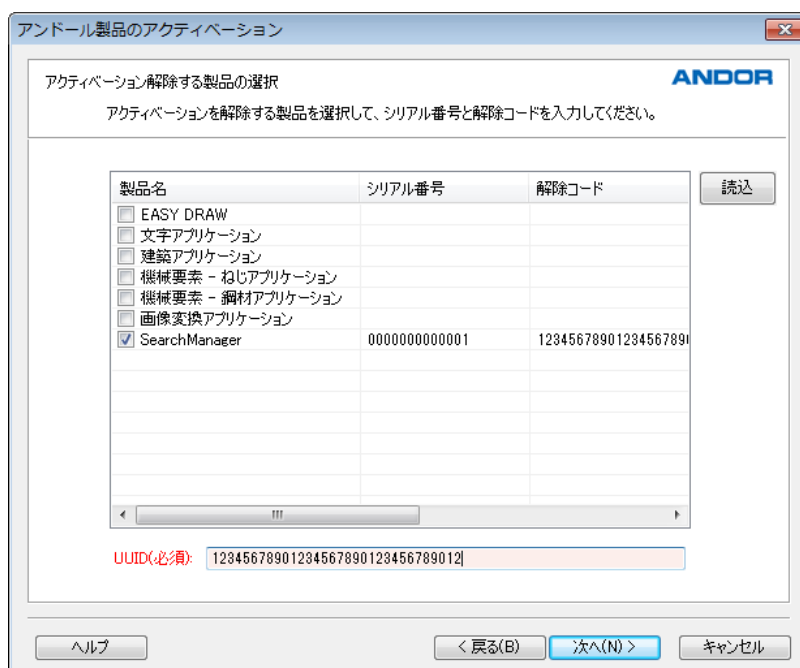 アンドール製品のアクティベーション
アクティベーション解除する製品の選択
ANDOR
アクティベーションを解除する製品を選択して、シリアル番号と解除コードを入力してください。
製品名 シリアル番号 解除コード
読込
EASY DRAW
文字アプリケーション
建築アプリケーション
機械要素 - ねじアプリケーション
機械要素 - 鋼材アプリケーション
画像変換アプリケーション
SearchManager 0000000000001 1234567890123456789
UUID(必須): 12345678901234567890123456789012
ヘルプ < 戻る(B) 次へ(N) > キャンセル